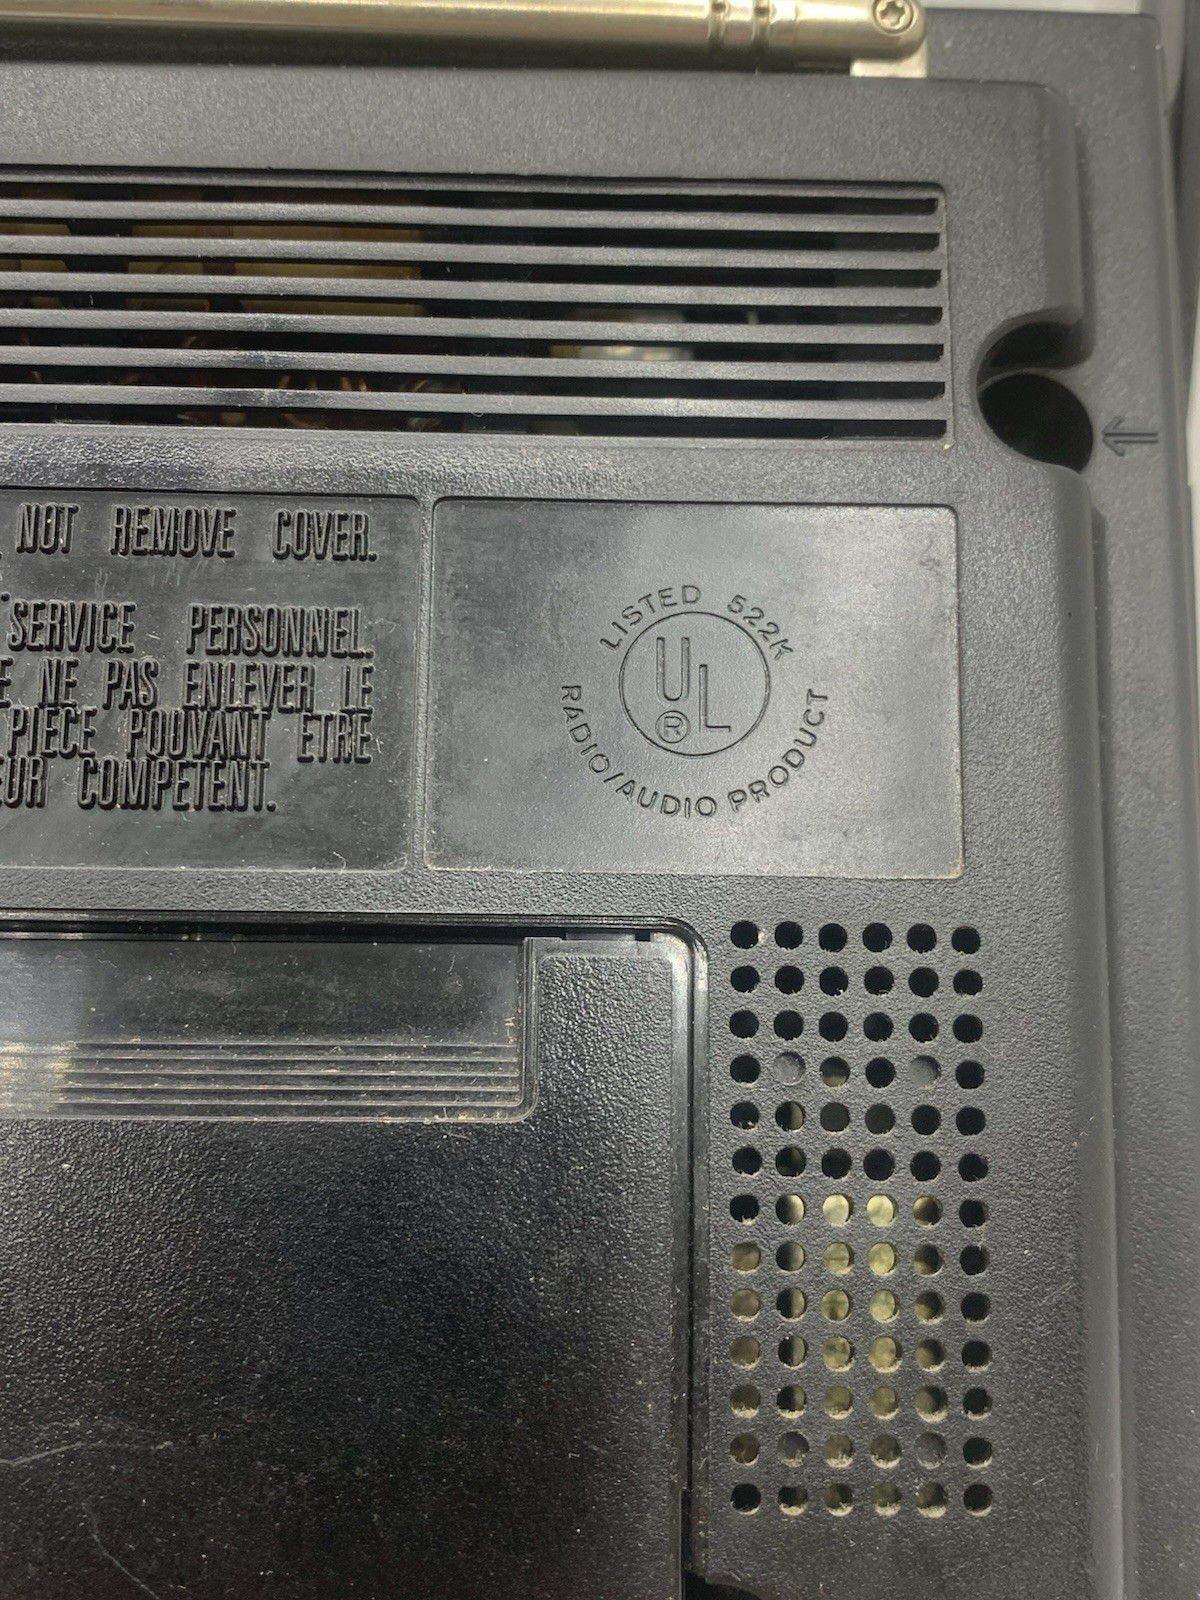 NOT REMOVE COVER.
SERVICE PERSONNEL.
NE PAS ENLEVER LE
PIECE POUVANT ETRE
EUR COMPETENT.
LISTED 522K
UL
®
RADIO/AUDIO PRODUCT